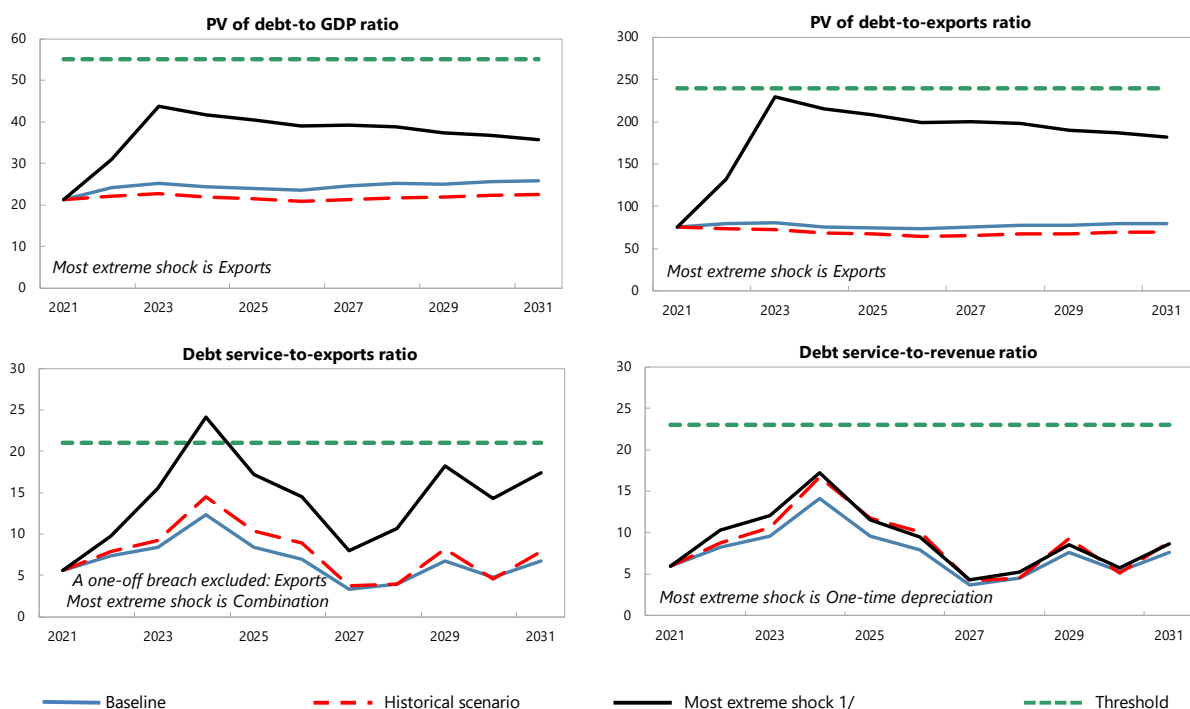 PV of debt-to GDP ratio
60
50
40
30
20
10
0
Most extreme shock is Exports
2021 2023 2025 2027 2029 2031
PV of debt-to-exports ratio
300
250
200
150
100
50
0
Most extreme shock is Exports
2021 2023 2025 2027 2029 2031
Debt service-to-exports ratio
30
25
20
15
10
5
0
A one-off breach excluded: Exports
Most extreme shock is Combination
2021 2023 2025 2027 2029 2031
Debt service-to-revenue ratio
30
25
20
15
10
5
0
Most extreme shock is One-time depreciation
2021 2023 2025 2027 2029 2031
Baseline Historical scenario Most extreme shock 1/ Threshold